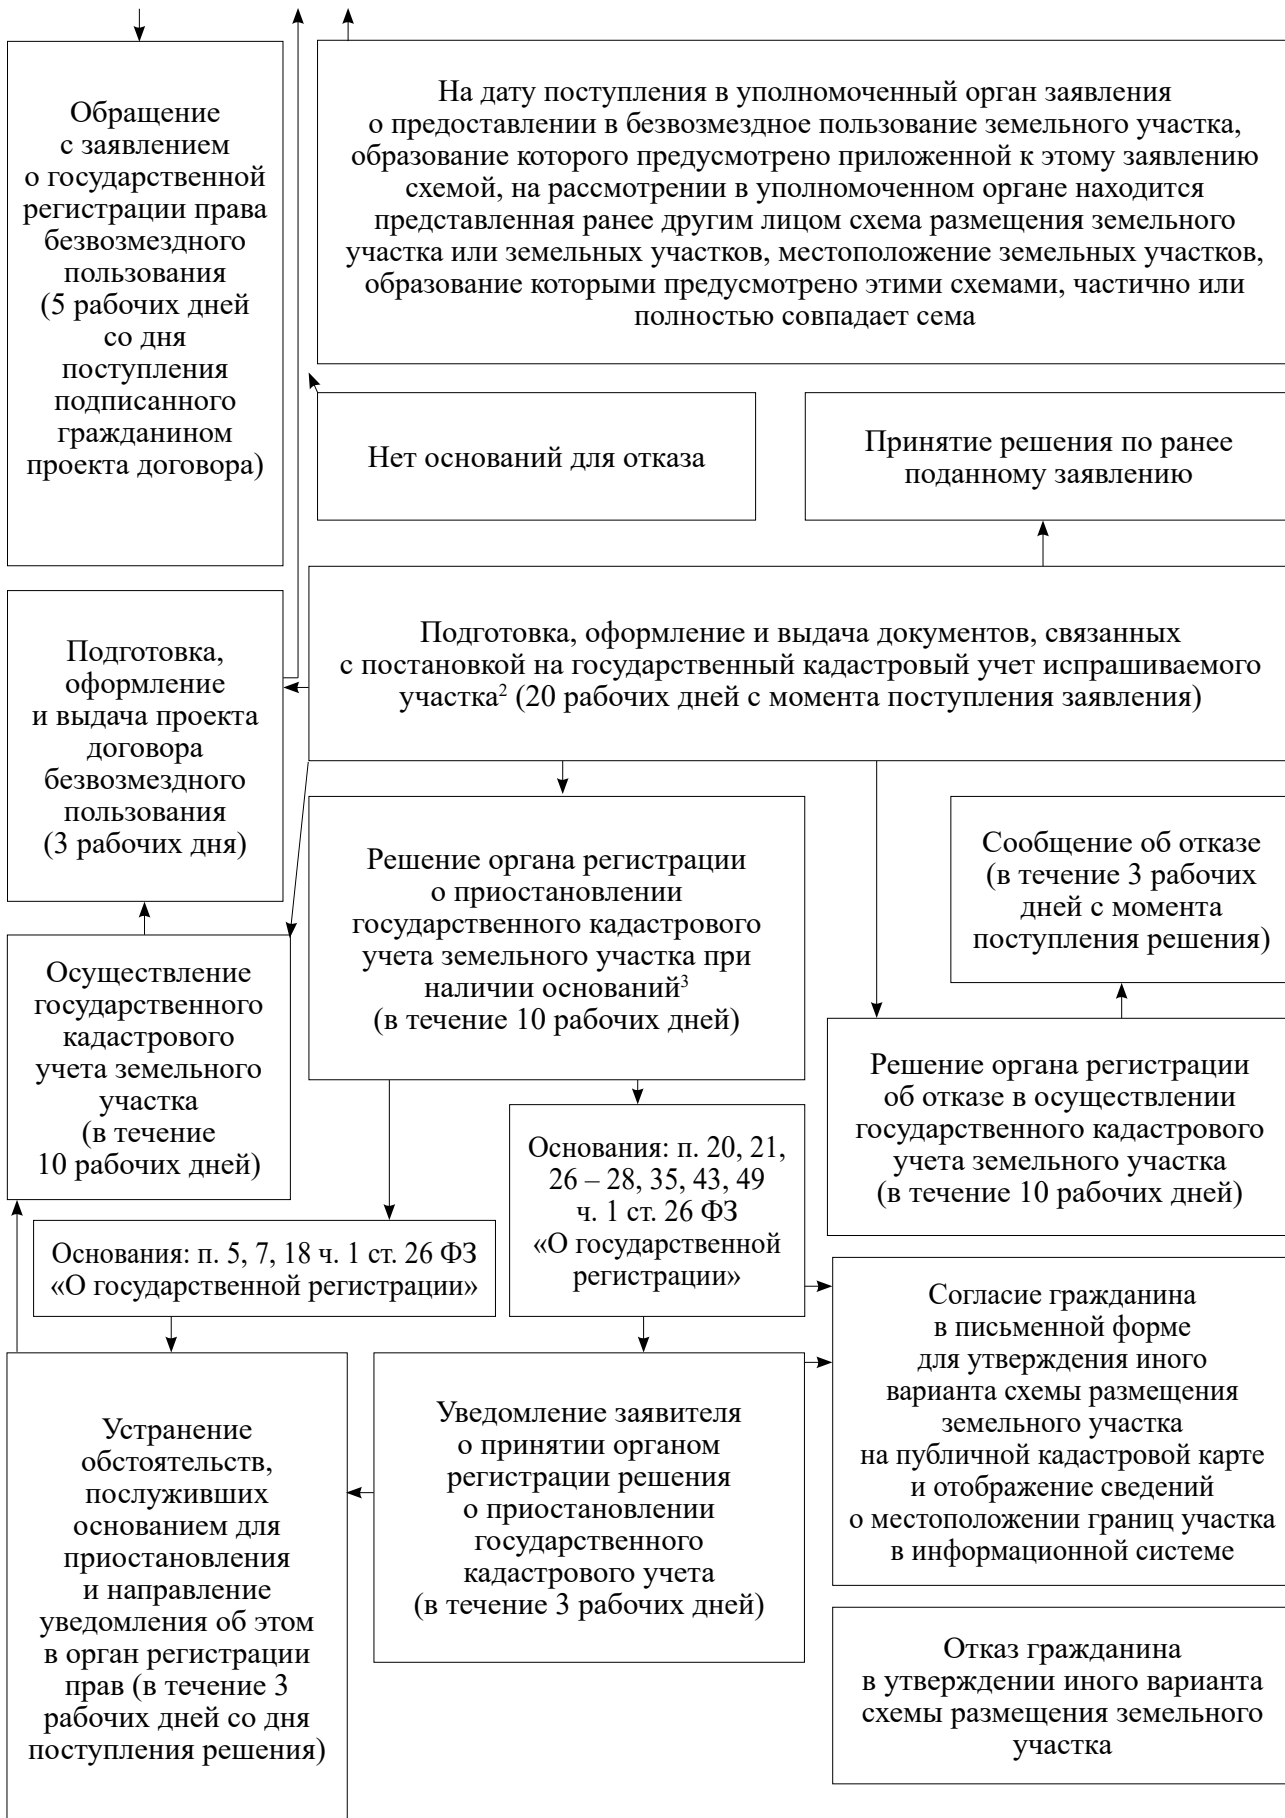 Обращение
с заявлением
о государственной
регистрации права
безвозмездного
пользования
(5 рабочих дней
со дня
поступления
подписанного
гражданином
проекта договора)
На дату поступления в уполномоченный орган заявления
о предоставлении в безвозмездное пользование земельного участка,
образование которого предусмотрено приложенной к этому заявлению
схемой, на рассмотрении в уполномоченном органе находится
представленная ранее другим лицом схема размещения земельного
участка или земельных участков, местоположение земельных участков,
образование которыми предусмотрено этими схемами, частично или
полностью совпадает сема
Нет оснований для отказа
Принятие решения по ранее
поданному заявлению
Подготовка,
оформление
и выдача проекта
договора
безвозмездного
пользования
(3 рабочих дня)
Подготовка, оформление и выдача документов, связанных
с постановкой на государственный кадастровый учет испрашиваемого
участка² (20 рабочих дней с момента поступления заявления)
Решение органа регистрации
о приостановлении
государственного кадастрового
учета земельного участка при
наличии оснований³
(в течение 10 рабочих дней)
Сообщение об отказе
(в течение 3 рабочих
дней с момента
поступления решения)
Осуществление
государственного
кадастрового
учета земельного
участка
(в течение
10 рабочих дней)
Решение органа регистрации
об отказе в осуществлении
государственного кадастрового
учета земельного участка
(в течение 10 рабочих дней)
Основания: п. 20, 21,
26 – 28, 35, 43, 49
ч. 1 ст. 26 ФЗ
«О государственной
регистрации»
Основания: п. 5, 7, 18 ч. 1 ст. 26 ФЗ
«О государственной регистрации»
Согласие гражданина
в письменной форме
для утверждения иного
варианта схемы размещения
земельного участка
на публичной кадастровой карте
и отображение сведений
о местоположении границ участка
в информационной системе
Устранение
обстоятельств,
послуживших
основанием для
приостановления
и направление
уведомления об этом
в орган регистрации
прав (в течение 3
рабочих дней со дня
поступления решения)
Уведомление заявителя
о принятии органом
регистрации решения
о приостановлении
государственного
кадастрового учета
(в течение 3 рабочих дней)
Отказ гражданина
в утверждении иного варианта
схемы размещения земельного
участка